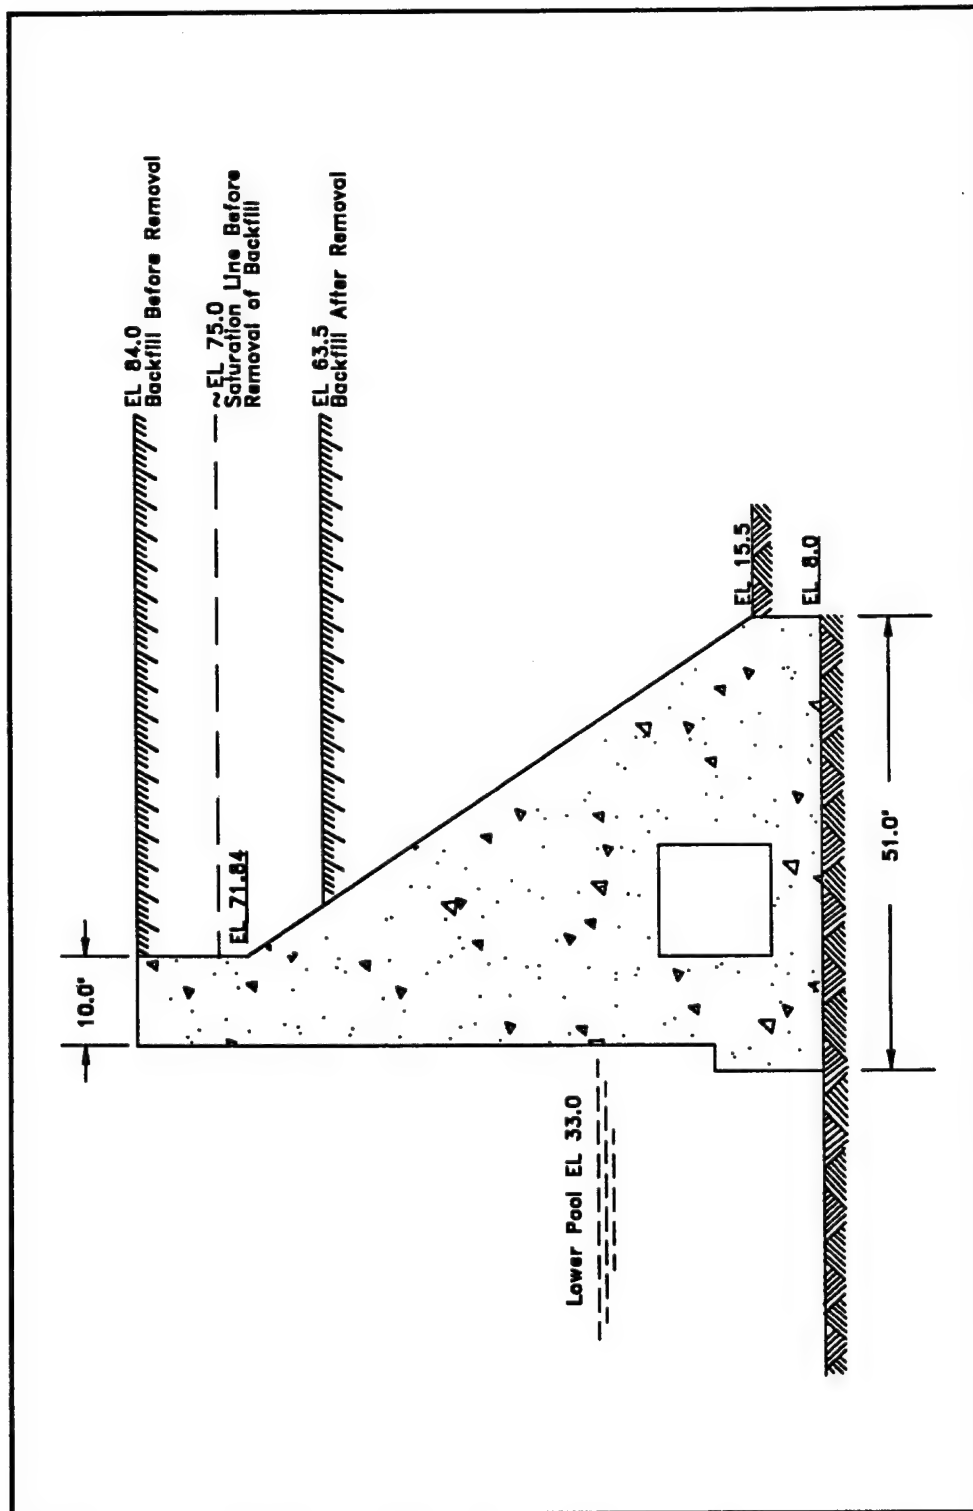 EL 84.0
Backfill Before Removal
~EL 75.0
Saturation Line Before
Removal of Backfill
EL 63.5
Backfill After Removal
10.0'
EL 71.84
Lower Pool EL 33.0
EL 15.5
EL 8.0
51.0'